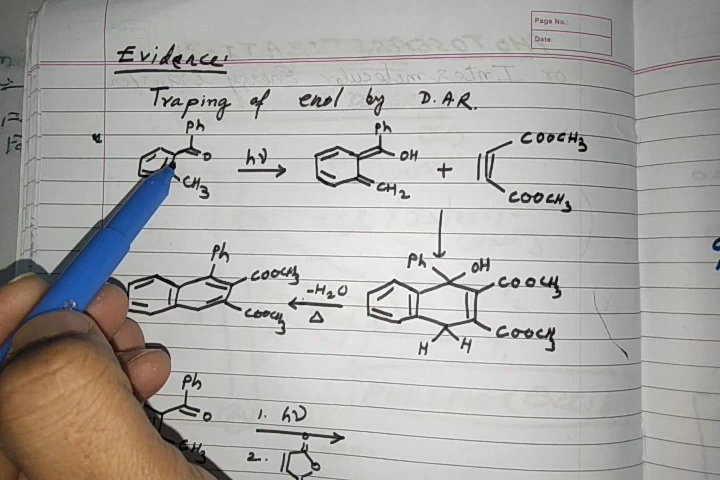 Page No.
Date:
Evidence:
Traping of enol by D.A.R.
Ph
O
CH3
hν
Ph
OH
CH2
+
COOCH3
COOCH3
Ph
COOCH3
COOCH3
-H2O
Δ
Ph
OH
COOCH3
COOCH3
H
H
Ph
O
CH3
1. hν
2.
O
O